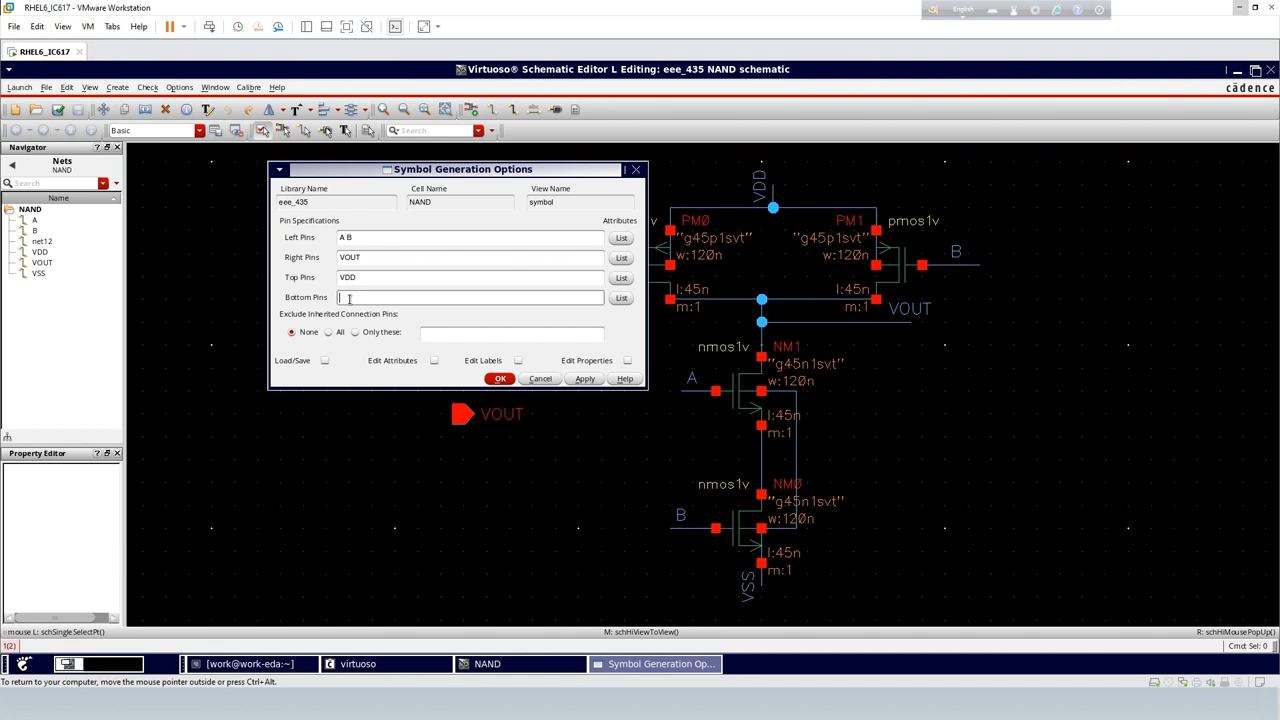 RHEL6_IC617 - VMware Workstation
File Edit View VM Tabs Help
English
RHEL6_IC617
Virtuoso® Schematic Editor L Editing: eee_435 NAND schematic
Launch File Edit View Create Check Options Window Calibre Help
cādence
Basic
Search
Navigator
Nets
NAND
Search
Name
NAND
A
B
net12
VDD
VOUT
VSS
Property Editor
Symbol Generation Options
Library Name Cell Name View Name
eee_435 NAND symbol
Pin Specifications Attributes
Left Pins A B List
Right Pins VOUT List
Top Pins VDD List
Bottom Pins List
Exclude Inherited Connection Pins:
None All Only these:
Load/Save Edit Attributes Edit Labels Edit Properties
OK Cancel Apply Help
VOUT
VDD
PM0
"g45p1svt"
w:120n
l:45n
m:1
PM1 pmos1v
"g45p1svt"
w:120n
l:45n
m:1
B
VOUT
nmos1v NM1
"g45n1svt"
w:120n
A
l:45n
m:1
nmos1v NM0
"g45n1svt"
w:120n
B
l:45n
m:1
VSS
mouse L: schSingleSelectPt() M: schHiViewToView() R: schHiMousePopUp()
1(2) Cmd: Sel: 0
[work@work-eda:~] virtuoso NAND Symbol Generation Op...
To return to your computer, move the mouse pointer outside or press Ctrl+Alt.